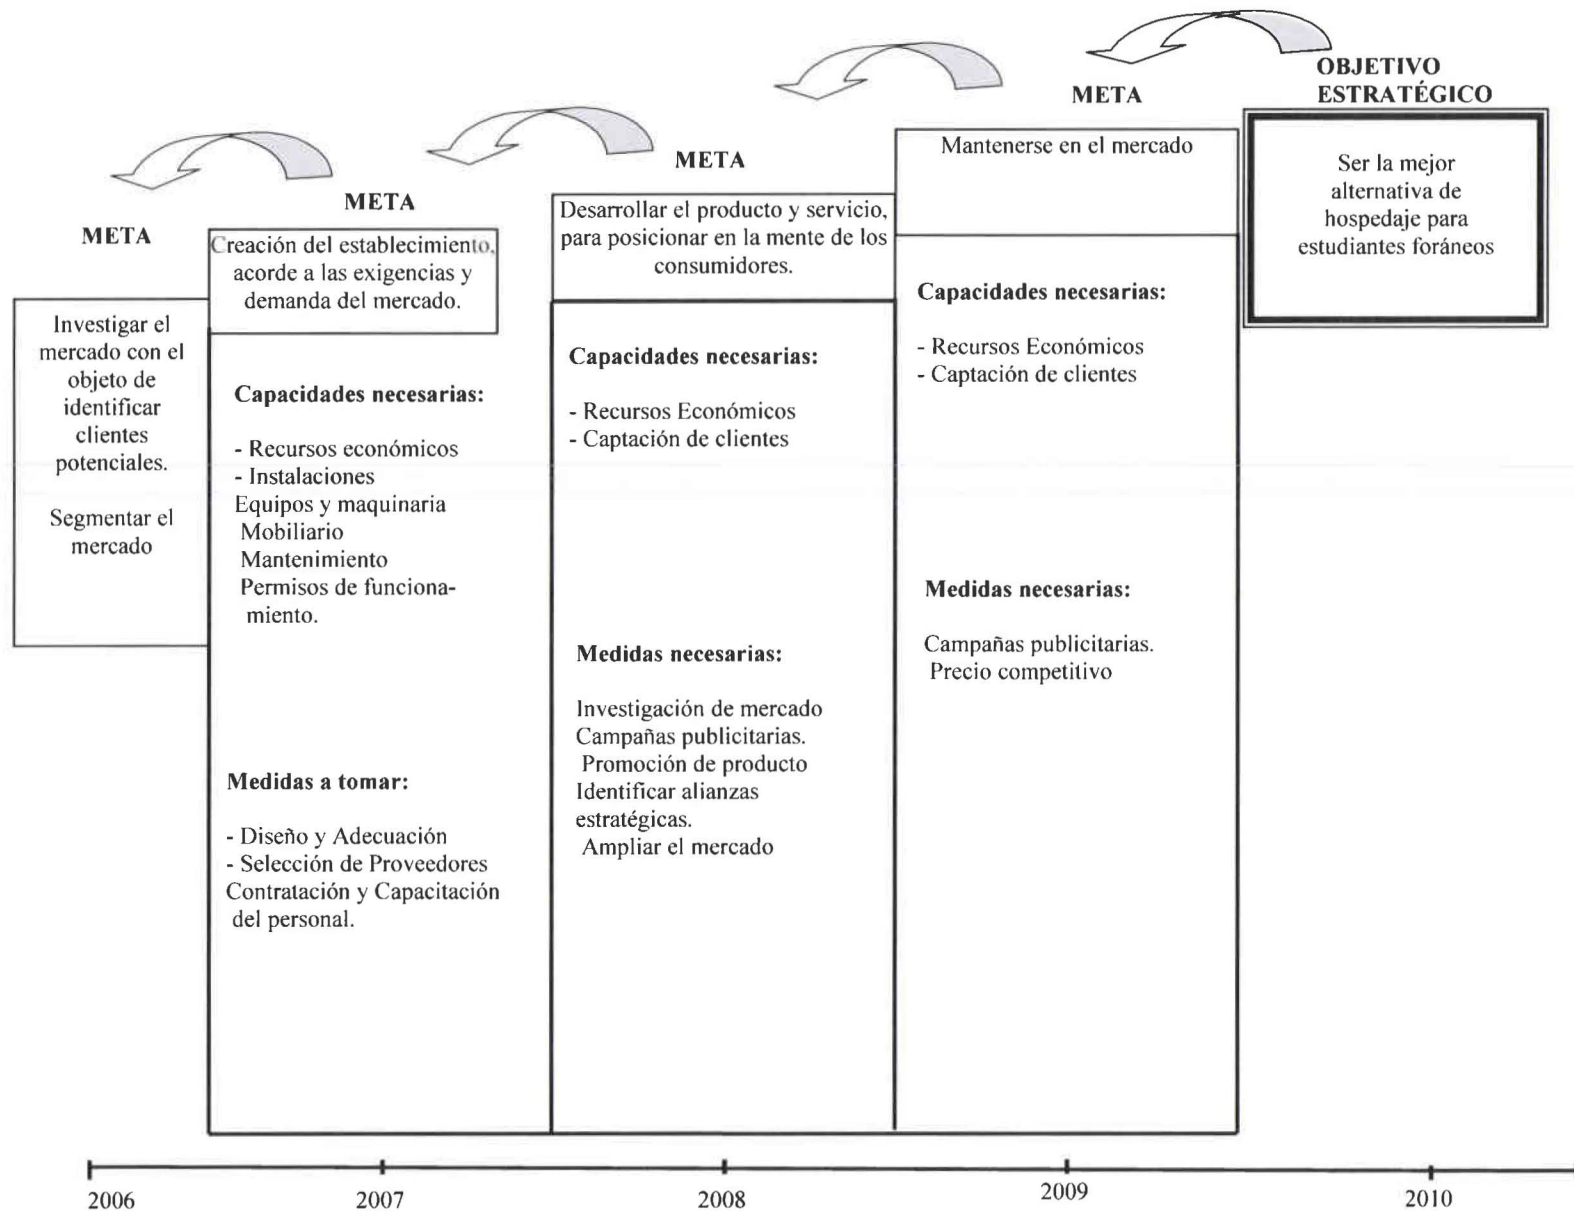 META
Investigar el
mercado con el
objeto de
identificar
clientes
potenciales.
Segmentar el
mercado
META
Creación del establecimiento,
acorde a las exigencias y
demanda del mercado.
Capacidades necesarias:
- Recursos económicos
- Instalaciones
Equipos y maquinaria
Mobiliario
Mantenimiento
Permisos de funciona-
miento.
Medidas a tomar:
- Diseño y Adecuación
- Selección de Proveedores
Contratación y Capacitación
del personal.
META
Desarrollar el producto y servicio,
para posicionar en la mente de los
consumidores.
Capacidades necesarias:
- Recursos Económicos
- Captación de clientes
Medidas necesarias:
Investigación de mercado
Campañas publicitarias.
Promoción de producto
Identificar alianzas
estratégicas.
Ampliar el mercado
META
Mantenerse en el mercado
Capacidades necesarias:
- Recursos Económicos
- Captación de clientes
Medidas necesarias:
Campañas publicitarias.
Precio competitivo
OBJETIVO
ESTRATÉGICO
Ser la mejor
alternativa de
hospedaje para
estudiantes foráneos
2006
2007
2008
2009
2010